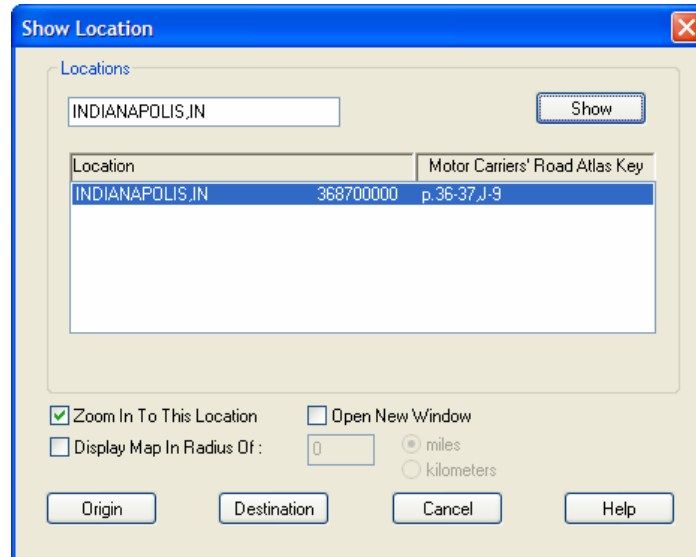 Show Location
Locations
INDIANAPOLIS,IN
Show
Location Motor Carriers' Road Atlas Key
INDIANAPOLIS,IN 368700000 p.36-37,J-9
Zoom In To This Location Open New Window
Display Map In Radius Of : 0 miles
kilometers
Origin Destination Cancel Help